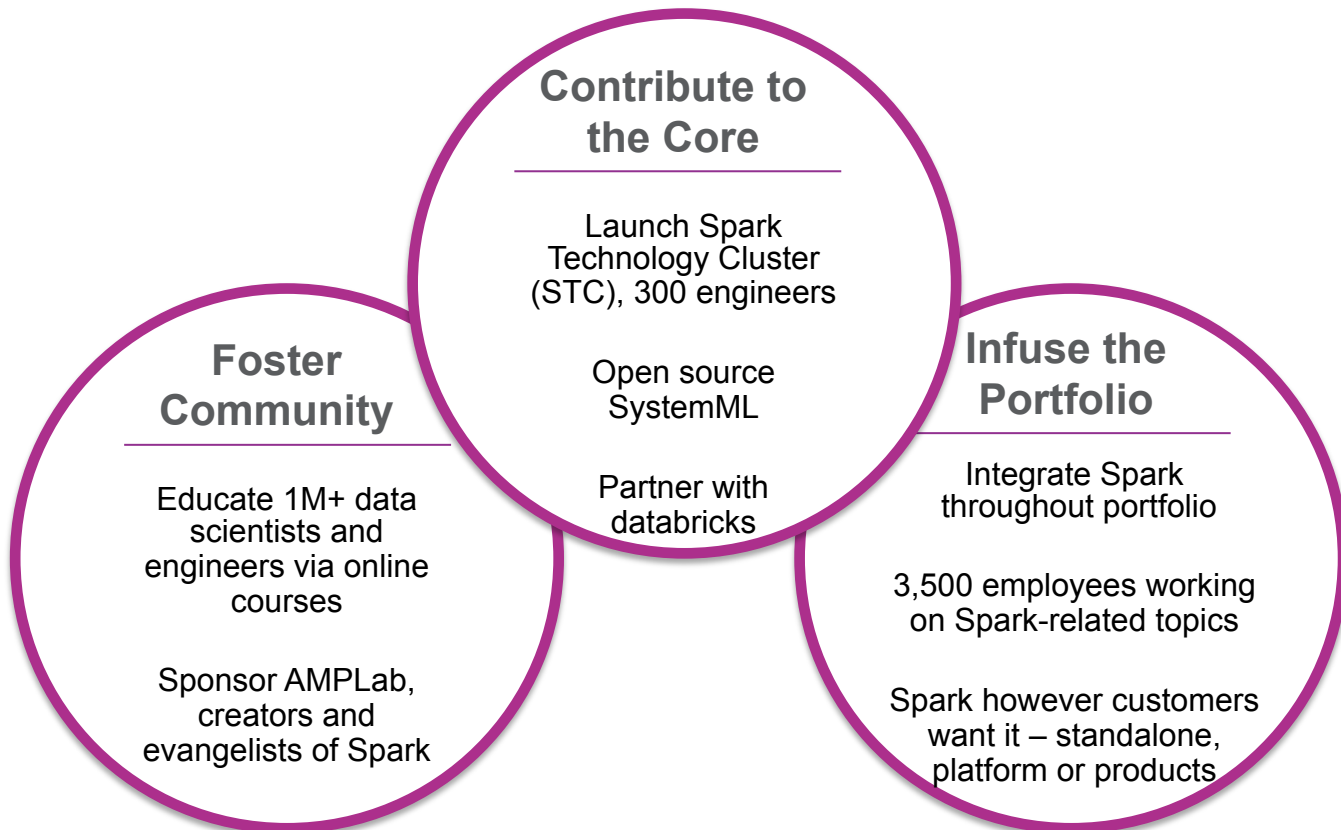 Contribute to
the Core
Launch Spark
Technology Cluster
(STC), 300 engineers
Open source
SystemML
Partner with
databricks
Foster
Community
Educate 1M+ data
scientists and
engineers via online
courses
Sponsor AMPLab,
creators and
evangelists of Spark
Infuse the
Portfolio
Integrate Spark
throughout portfolio
3,500 employees working
on Spark-related topics
Spark however customers
want it – standalone,
platform or products